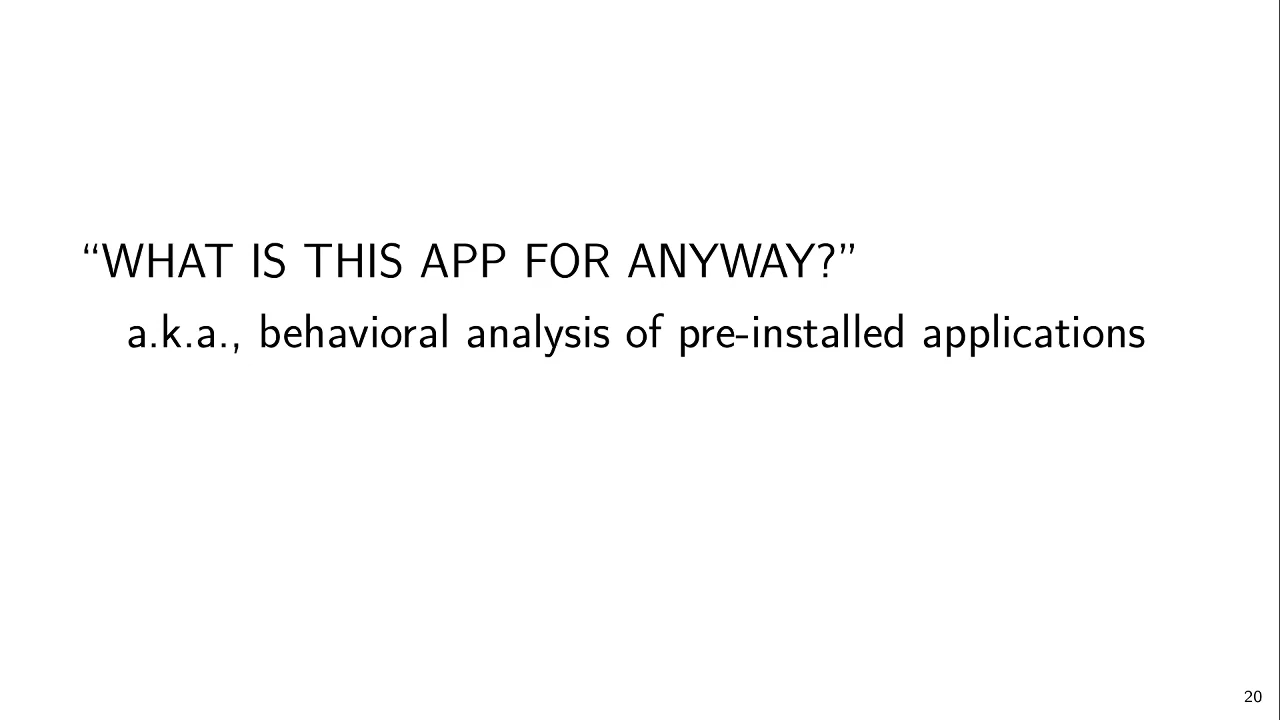 “WHAT IS THIS APP FOR ANYWAY?”
a.k.a., behavioral analysis of pre-installed applications
20